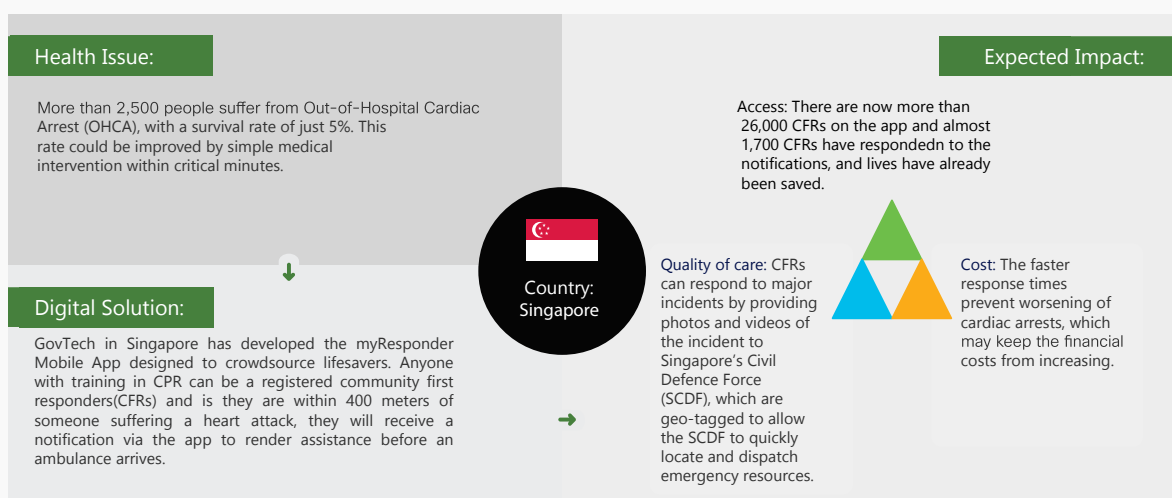 Health Issue:
More than 2,500 people suffer from Out-of-Hospital Cardiac
Arrest (OHCA), with a survival rate of just 5%. This
rate could be improved by simple medical
intervention within critical minutes.
Digital Solution:
GovTech in Singapore has developed the myResponder
Mobile App designed to crowdsource lifesavers. Anyone
with training in CPR can be a registered community first
responders(CFRs) and is they are within 400 meters of
someone suffering a heart attack, they will receive a
notification via the app to render assistance before an
ambulance arrives.
Country:
Singapore
Expected Impact:
Access: There are now more than
26,000 CFRs on the app and almost
1,700 CFRs have respondedn to the
notifications, and lives have already
been saved.
Quality of care: CFRs
can respond to major
incidents by providing
photos and videos of
the incident to
Singapore's Civil
Defence Force
(SCDF), which are
geo-tagged to allow
the SCDF to quickly
locate and dispatch
emergency resources.
Cost: The faster
response times
prevent worsening of
cardiac arrests, which
may keep the financial
costs from increasing.